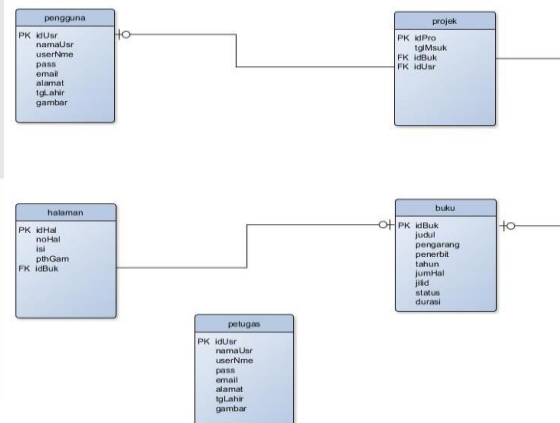 pengguna
PK idUsr
namaUsr
userNme
pass
email
alamat
tgLahir
gambar
projek
PK idPro
tglMsuk
FK idBuk
FK idUsr
halaman
PK idHal
noHal
isi
pthGam
FK idBuk
buku
PK idBuk
judul
pengarang
penerbit
tahun
jumHal
jilid
status
durasi
petugas
PK idUsr
namaUsr
userNme
pass
email
alamat
tgLahir
gambar